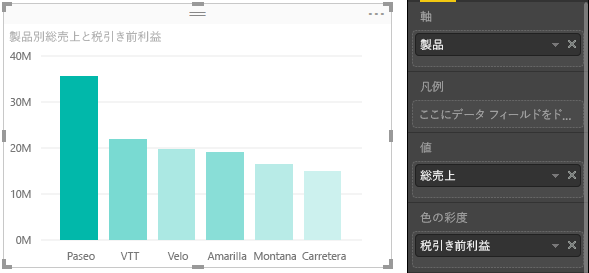 製品別総売上と税引き前利益
40M
30M
20M
10M
0M
Paseo VTT Velo Amarilla Montana Carretera
軸
製品
凡例
ここにデータ フィールドをド...
値
総売上
色の彩度
税引き前利益